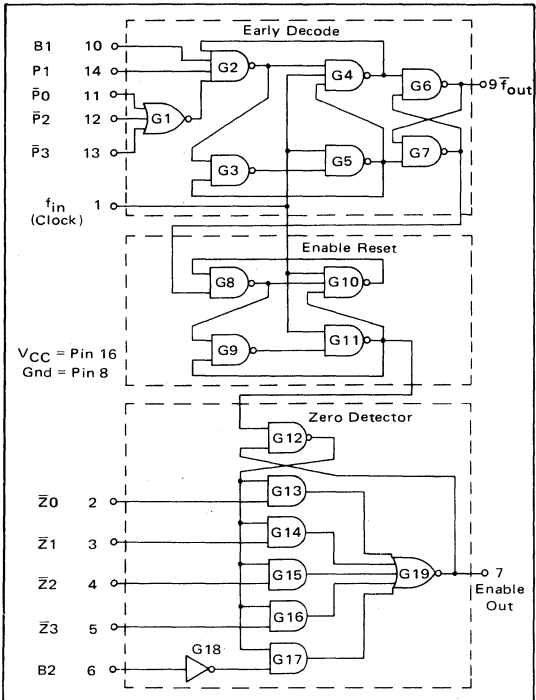 Early Decode
B1 10
P1 14
P̅0 11
P̅2 12
P̅3 13
G1
G2
G3
G4
G5
G6
G7
9 f̅out
fin 1
(Clock)
Enable Reset
G8
G9
G10
G11
VCC = Pin 16
Gnd = Pin 8
Zero Detector
G12
Z̅0 2
G13
Z̅1 3
G14
Z̅2 4
G15
Z̅3 5
G16
B2 6
G18
G17
G19
7
Enable
Out